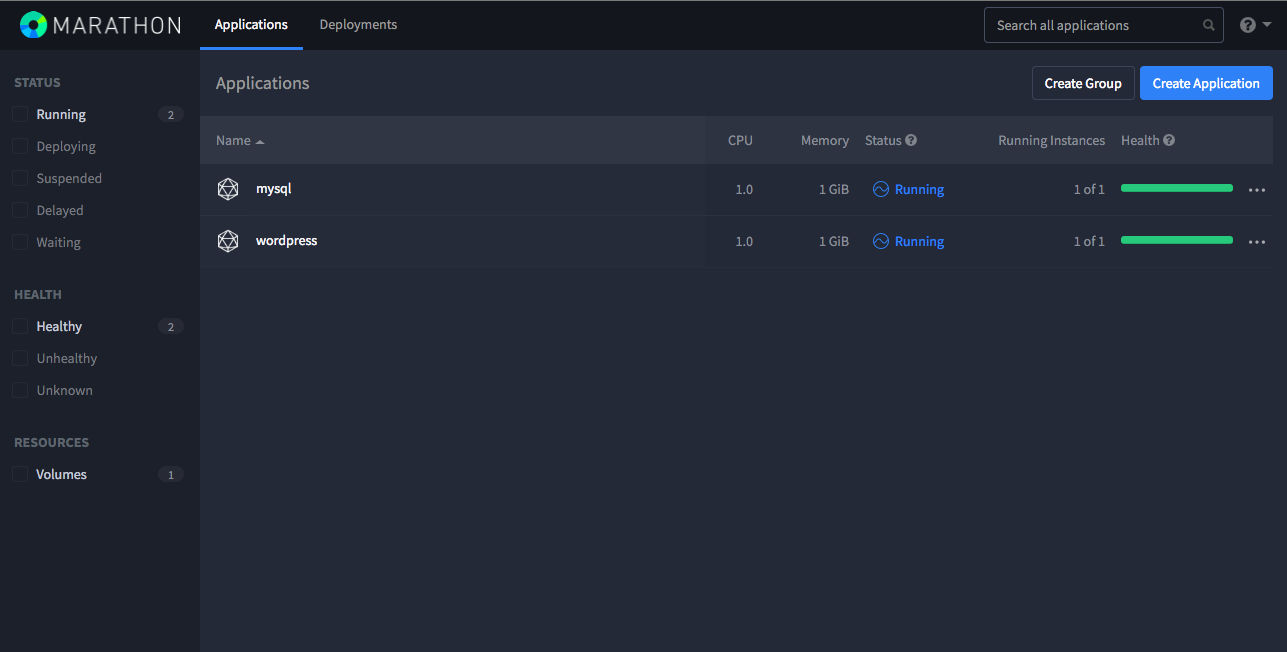 MARATHON
Applications
Deployments
Search all applications
STATUS
Running 2
Deploying
Suspended
Delayed
Waiting
HEALTH
Healthy 2
Unhealthy
Unknown
RESOURCES
Volumes 1
Applications
Create Group
Create Application
Name CPU Memory Status ? Running Instances Health ?
mysql 1.0 1 GiB Running 1 of 1
wordpress 1.0 1 GiB Running 1 of 1